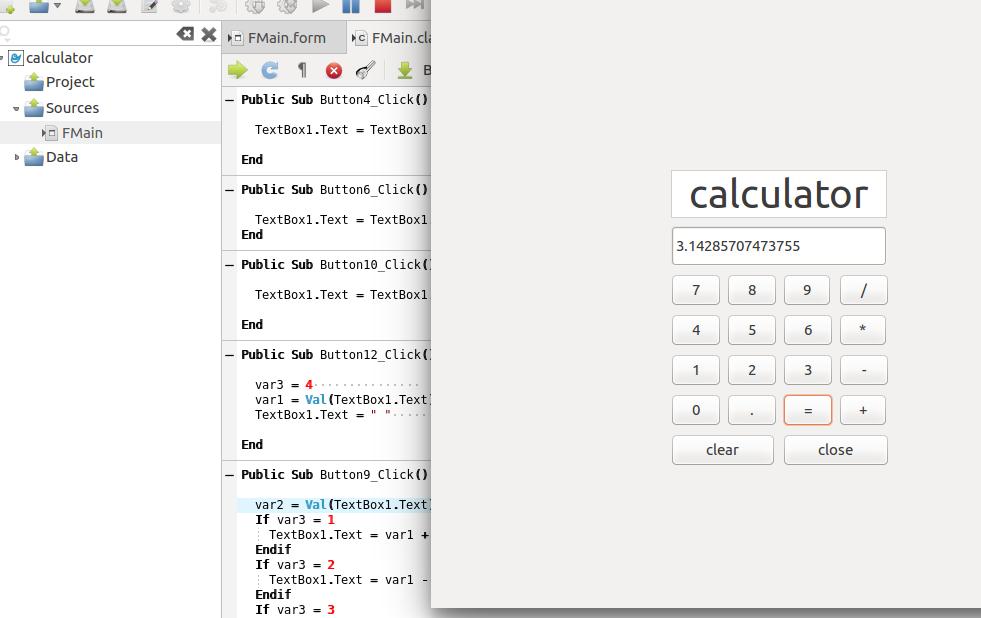 FMain.form
FMain.cla
calculator
Project
Sources
FMain
Data
Public Sub Button4_Click()
TextBox1.Text = TextBox1.
End
Public Sub Button6_Click()
TextBox1.Text = TextBox1.
End
Public Sub Button10_Click()
TextBox1.Text = TextBox1.
End
Public Sub Button12_Click()
var3 = 4
var1 = Val(TextBox1.Text)
TextBox1.Text = " "
End
Public Sub Button9_Click()
var2 = Val(TextBox1.Text)
If var3 = 1
TextBox1.Text = var1 +
Endif
If var3 = 2
TextBox1.Text = var1 -
Endif
If var3 = 3
calculator
3.14285707473755
7 8 9 /
4 5 6 *
1 2 3 -
0 . = +
clear close